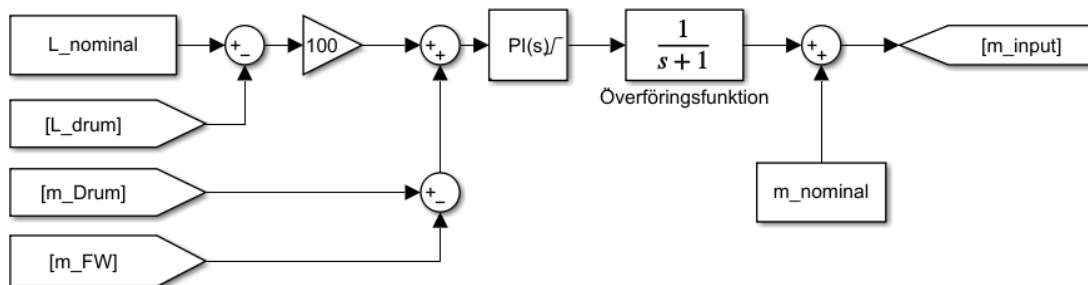 L_nominal
+
−
100
+
+
PI(s)
1
s + 1
Överföringsfunktion
+
+
[m_input]
[L_drum]
[m_Drum]
+
−
m_nominal
[m_FW]